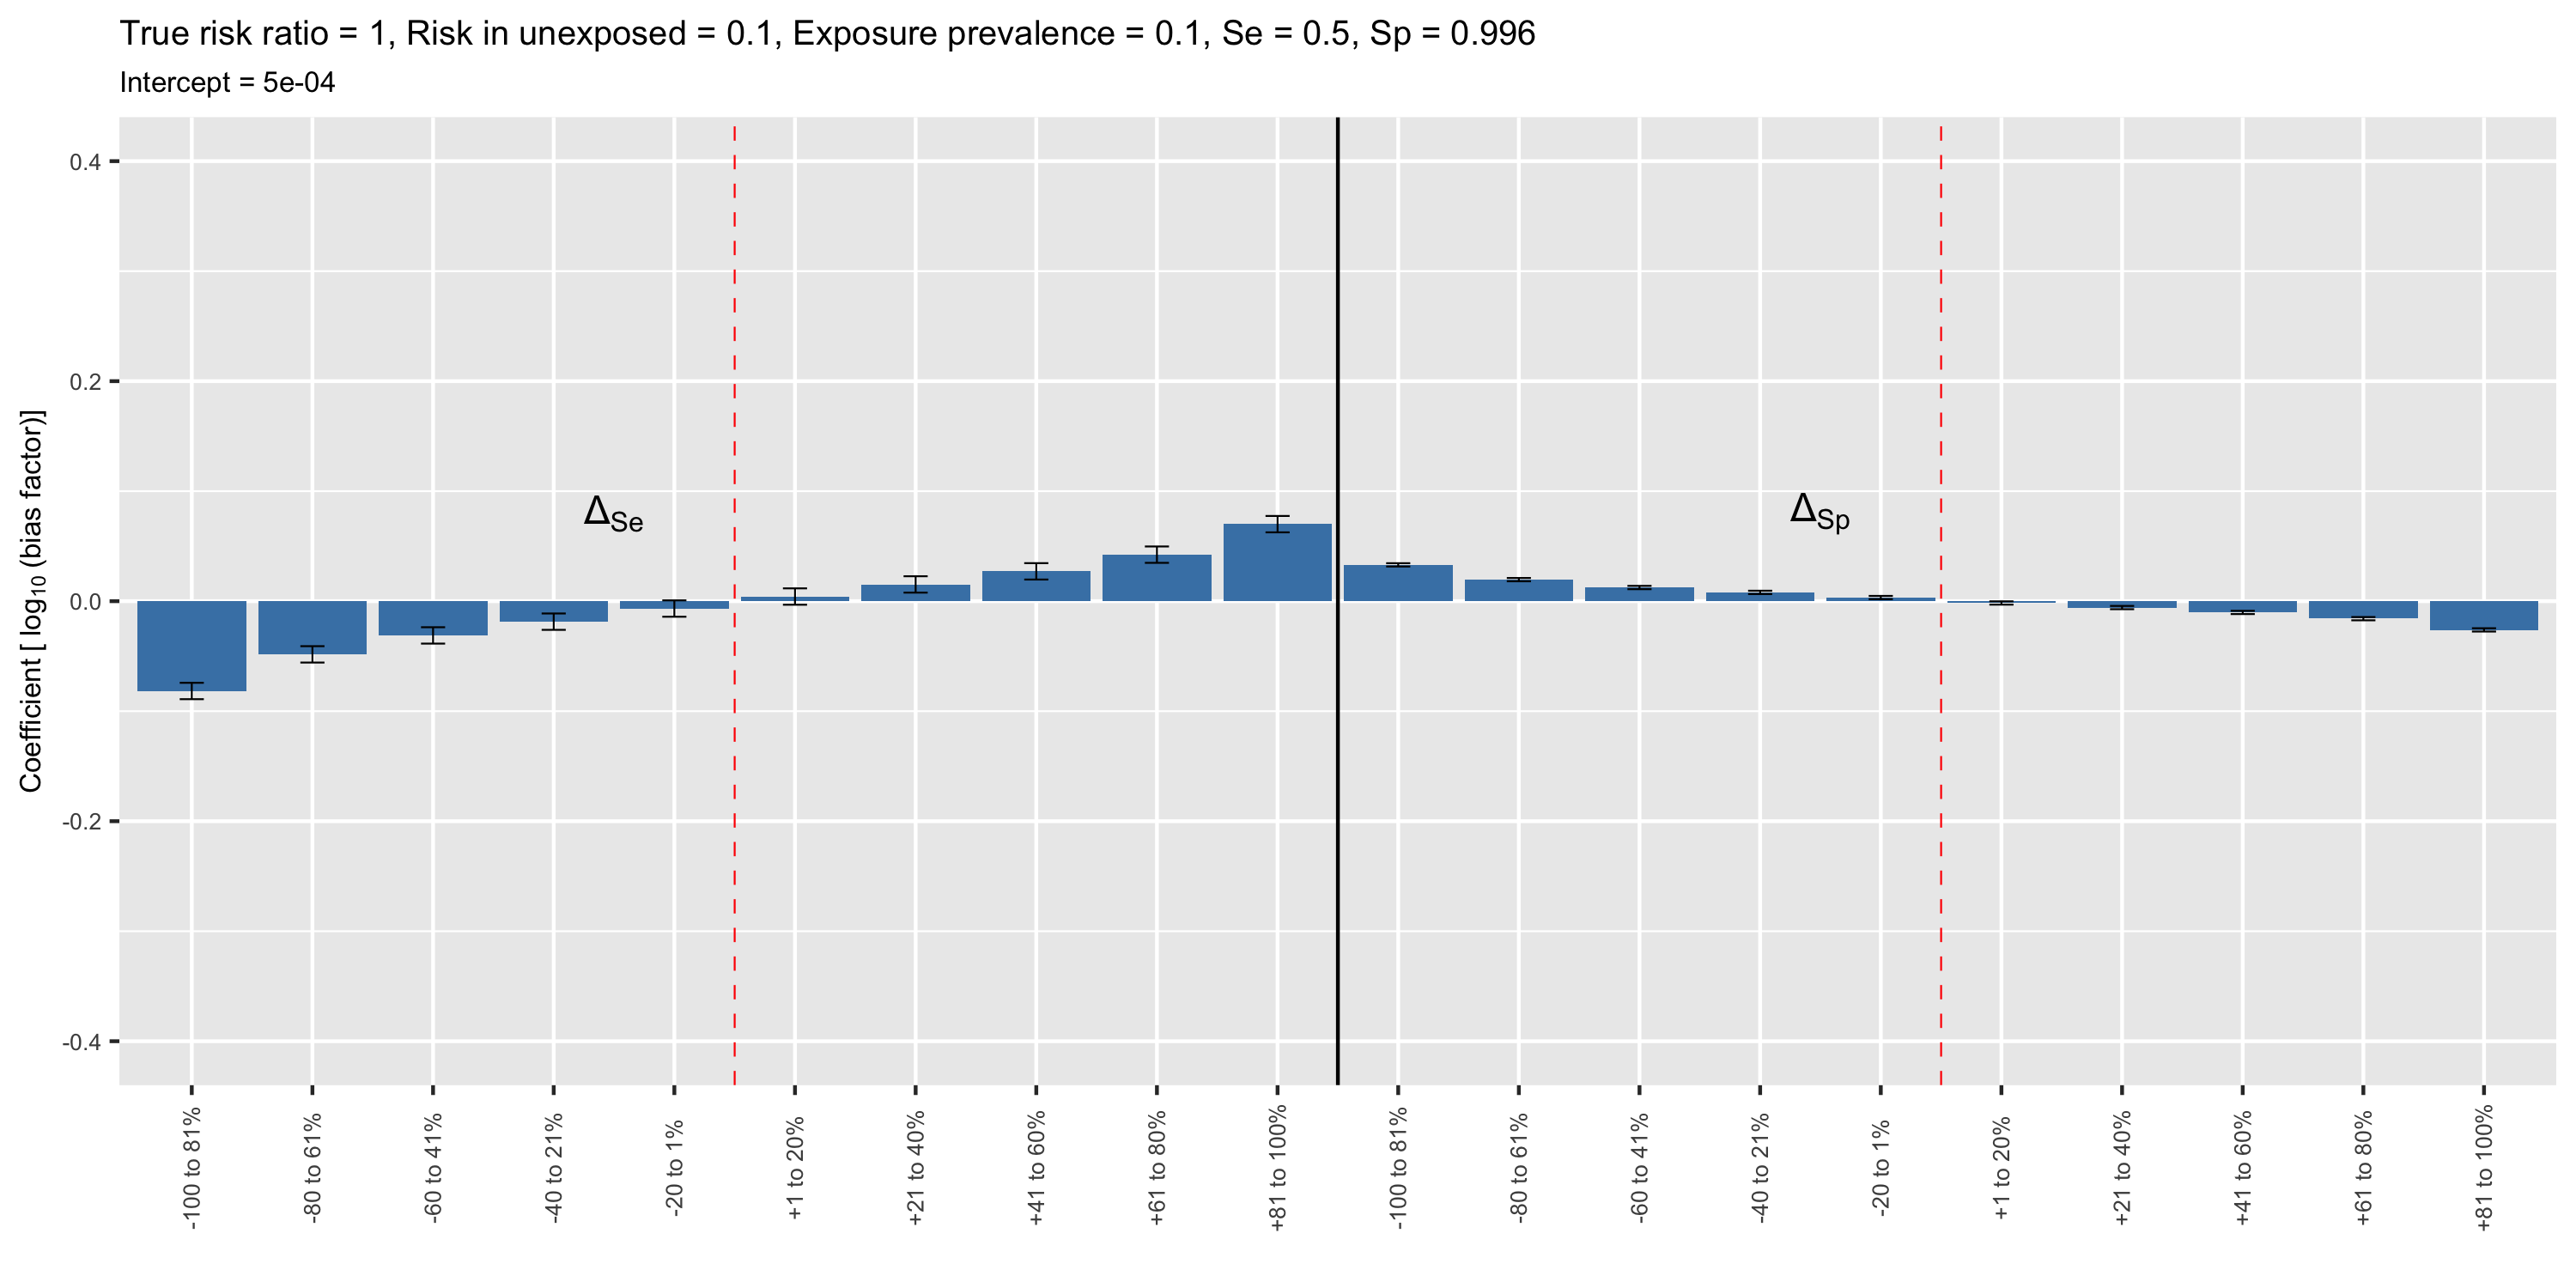 True risk ratio = 1, Risk in unexposed = 0.1, Exposure prevalence = 0.1, Se = 0.5, Sp = 0.996
Intercept = 5e-04
Coefficient [ log10 (bias factor)]
0.4
0.2
0.0
-0.2
-0.4
ΔSe
ΔSp
-100 to 81%
-80 to 61%
-60 to 41%
-40 to 21%
-20 to 1%
+1 to 20%
+21 to 40%
+41 to 60%
+61 to 80%
+81 to 100%
-100 to 81%
-80 to 61%
-60 to 41%
-40 to 21%
-20 to 1%
+1 to 20%
+21 to 40%
+41 to 60%
+61 to 80%
+81 to 100%